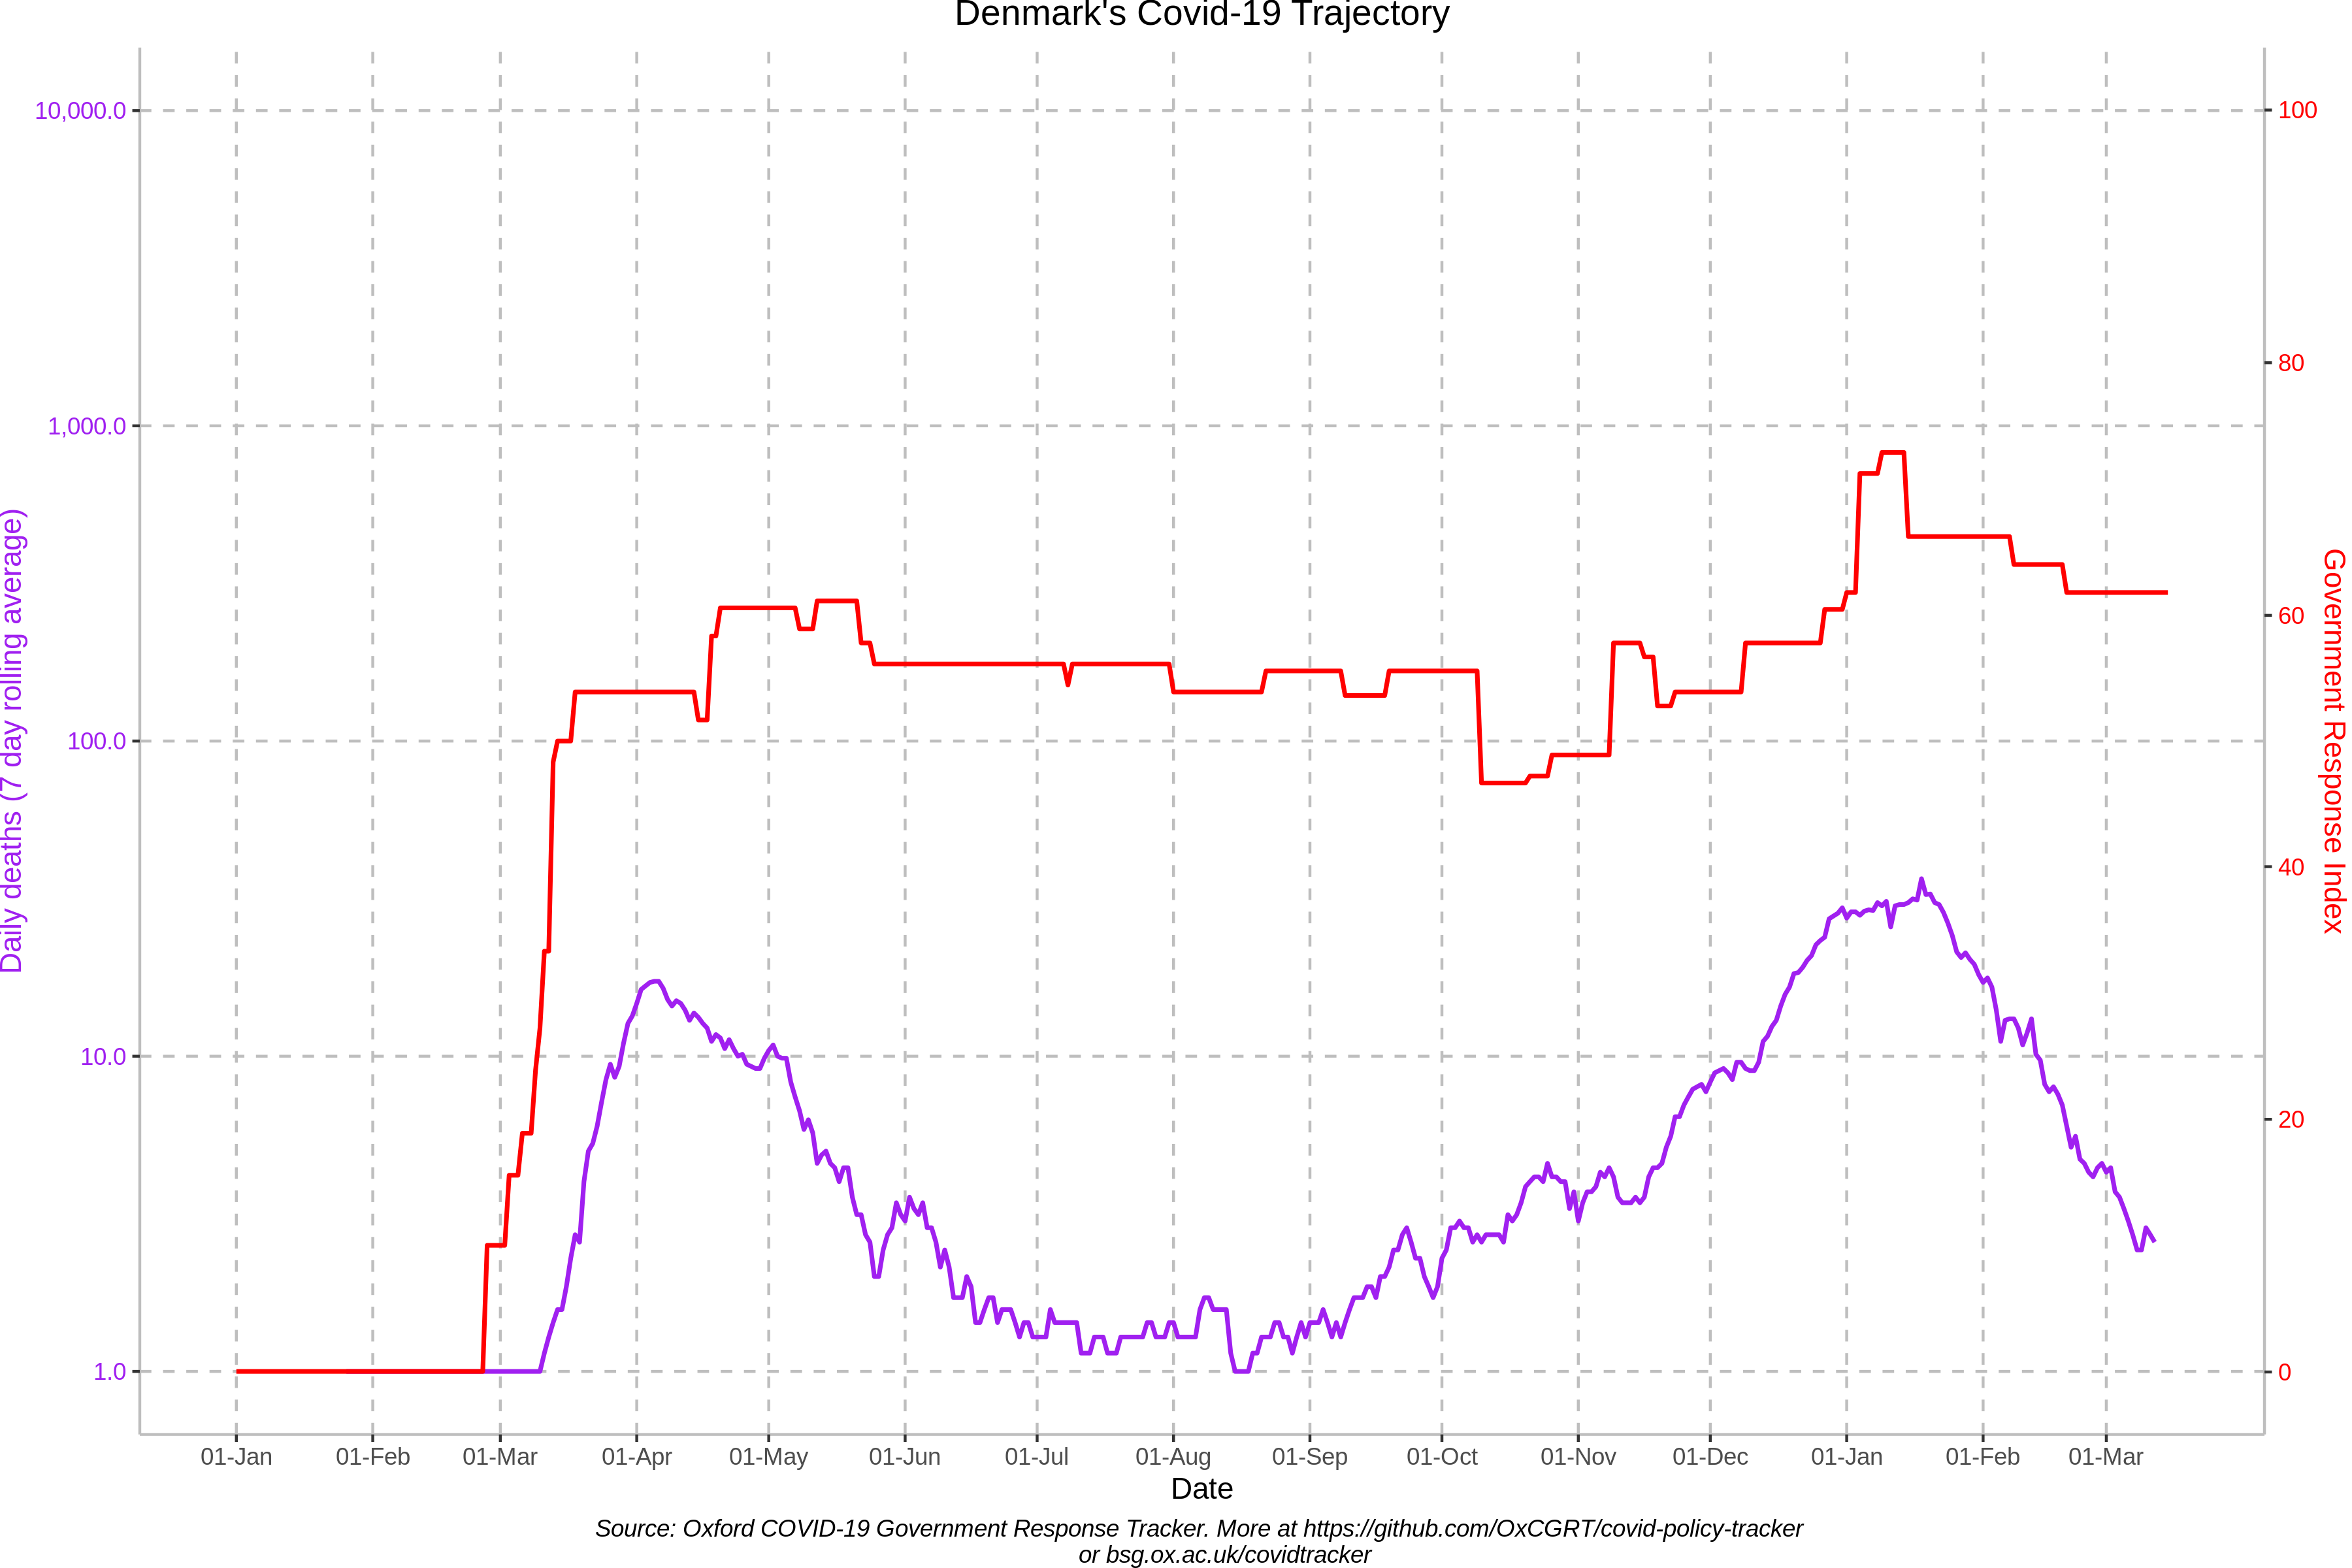 Denmark's Covid-19 Trajectory
10,000.0
1,000.0
100.0
10.0
1.0
Daily deaths (7 day rolling average)
100
80
60
40
20
0
Government Response Index
01-Jan 01-Feb 01-Mar 01-Apr 01-May 01-Jun 01-Jul 01-Aug 01-Sep 01-Oct 01-Nov 01-Dec 01-Jan 01-Feb 01-Mar
Date
Source: Oxford COVID-19 Government Response Tracker. More at https://github.com/OxCGRT/covid-policy-tracker
or bsg.ox.ac.uk/covidtracker